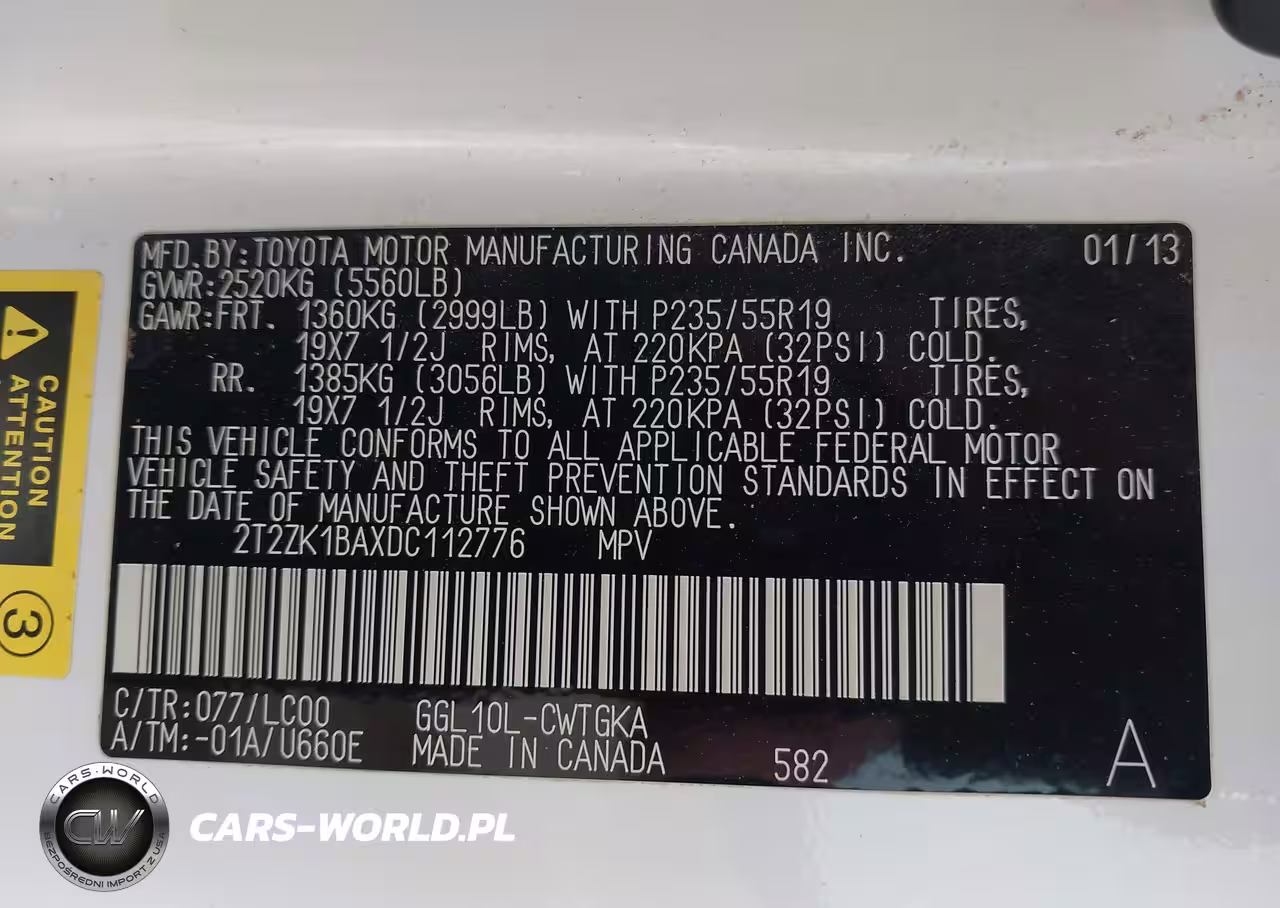 MFD.BY:TOYOTA MOTOR MANUFACTURING CANADA INC. 01/13
GVWR:2520KG (5560LB)
GAWR:FRT. 1360KG (2999LB) WITH P235/55R19 TIRES,
19X7 1/2J RIMS, AT 220KPA (32PSI) COLD.
RR. 1385KG (3056LB) WITH P235/55R19 TIRES,
19X7 1/2J RIMS, AT 220KPA (32PSI) COLD.
THIS VEHICLE CONFORMS TO ALL APPLICABLE FEDERAL MOTOR
VEHICLE SAFETY AND THEFT PREVENTION STANDARDS IN EFFECT ON
THE DATE OF MANUFACTURE SHOWN ABOVE.
2T2ZK1BAXDC112776 MPV
C/TR:077/LC00 GGL10L-CWTGKA
A/TM:-01A/U660E MADE IN CANADA 582 A
CAUTION
ATTENTION
3
CARS-WORLD
CW
BEZPOŚREDNI IMPORT Z USA
CARS-WORLD.PL